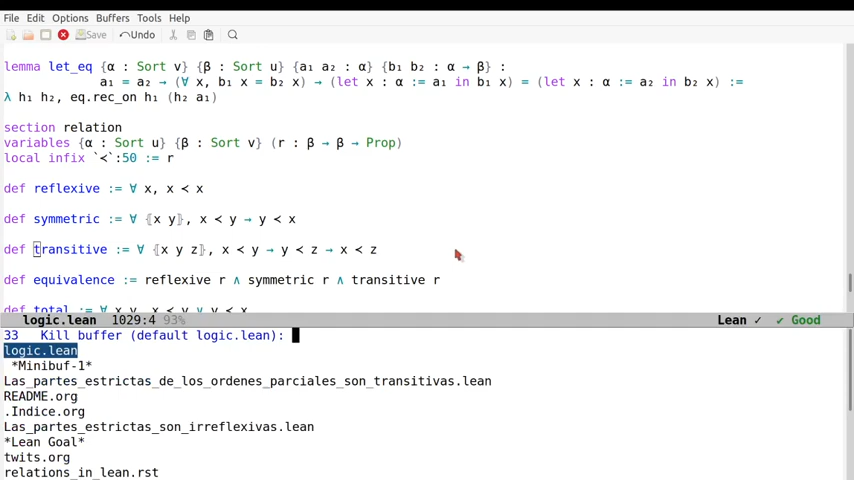 File Edit Options Buffers Tools Help
Save Undo
lemma let_eq {α : Sort v} {β : Sort u} {a₁ a₂ : α} {b₁ b₂ : α → β} :
a₁ = a₂ → (∀ x, b₁ x = b₂ x) → (let x : α := a₁ in b₁ x) = (let x : α := a₂ in b₂ x) :=
λ h₁ h₂, eq.rec_on h₁ (h₂ a₁)
section relation
variables {α : Sort u} {β : Sort v} (r : β → β → Prop)
local infix `≺`:50 := r
def reflexive := ∀ x, x ≺ x
def symmetric := ∀ ⦃x y⦄, x ≺ y → y ≺ x
def transitive := ∀ ⦃x y z⦄, x ≺ y → y ≺ z → x ≺ z
def equivalence := reflexive r ∧ symmetric r ∧ transitive r
def total := ∀ x y, x ≺ y ∨ y ≺ x
logic.lean 1029:4 93% Lean ✓ ✔ Good
33 Kill buffer (default logic.lean):
logic.lean
*Minibuf-1*
Las_partes_estrictas_de_los_ordenes_parciales_son_transitivas.lean
README.org
.Indice.org
Las_partes_estrictas_son_irreflexivas.lean
*Lean Goal*
twits.org
relations_in_lean.rst